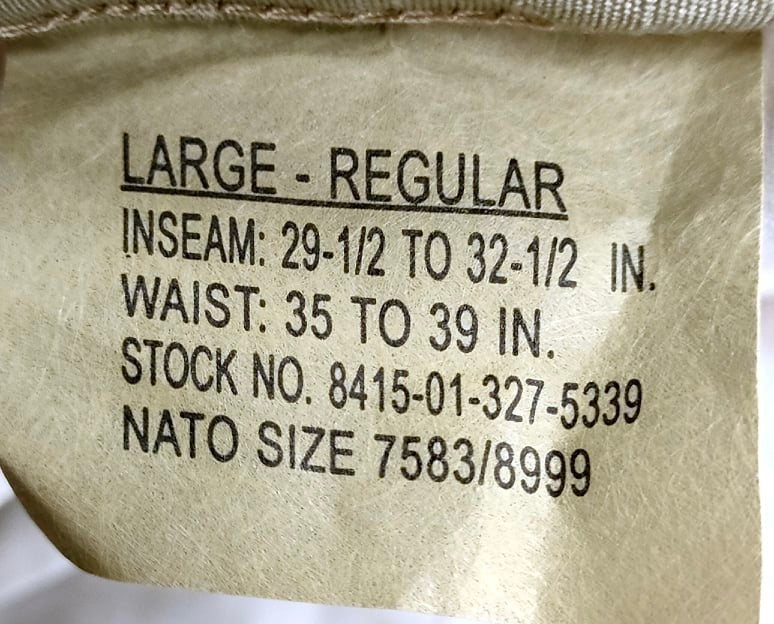 LARGE - REGULAR
INSEAM: 29-1/2 TO 32-1/2 IN.
WAIST: 35 TO 39 IN.
STOCK NO. 8415-01-327-5339
NATO SIZE 7583/8999